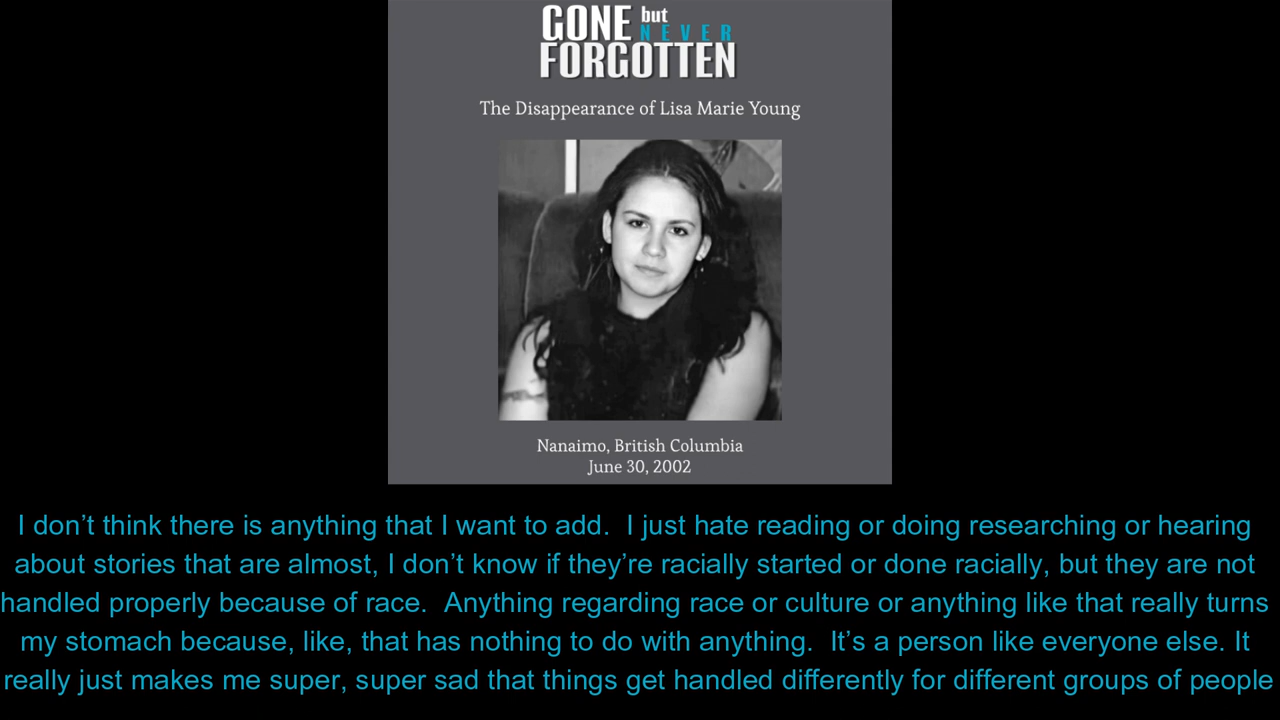 GONE but
NEVER
FORGOTTEN
The Disappearance of Lisa Marie Young
Nanaimo, British Columbia
June 30, 2002
I don’t think there is anything that I want to add.  I just hate reading or doing researching or hearing
about stories that are almost, I don’t know if they’re racially started or done racially, but they are not
handled properly because of race.  Anything regarding race or culture or anything like that really turns
my stomach because, like, that has nothing to do with anything.  It’s a person like everyone else. It
really just makes me super, super sad that things get handled differently for different groups of people